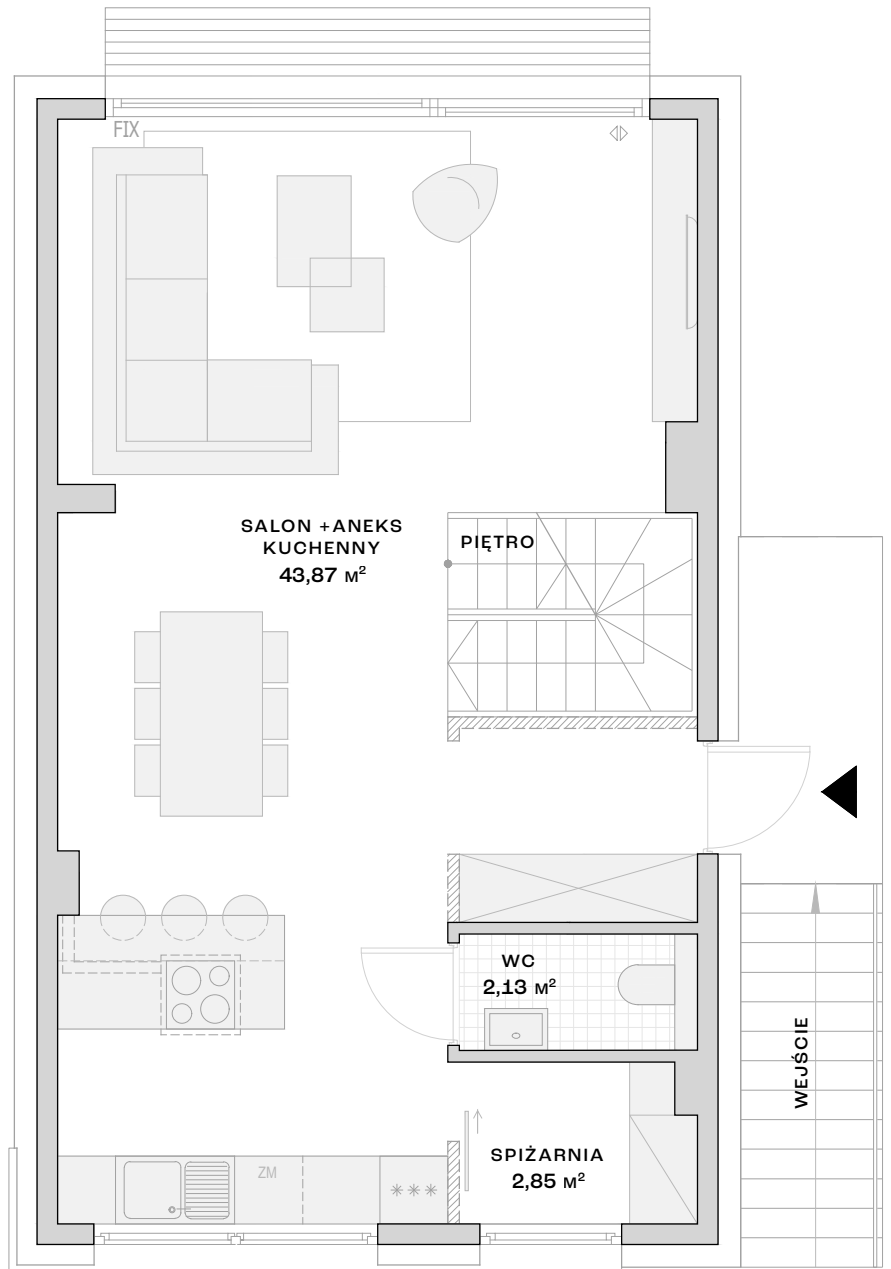 FIX
SALON +ANEKS
KUCHENNY
43,87 M²
PIĘTRO
WC
2,13 M²
WEJŚCIE
SPIŻARNIA
2,85 M²
ZM
***